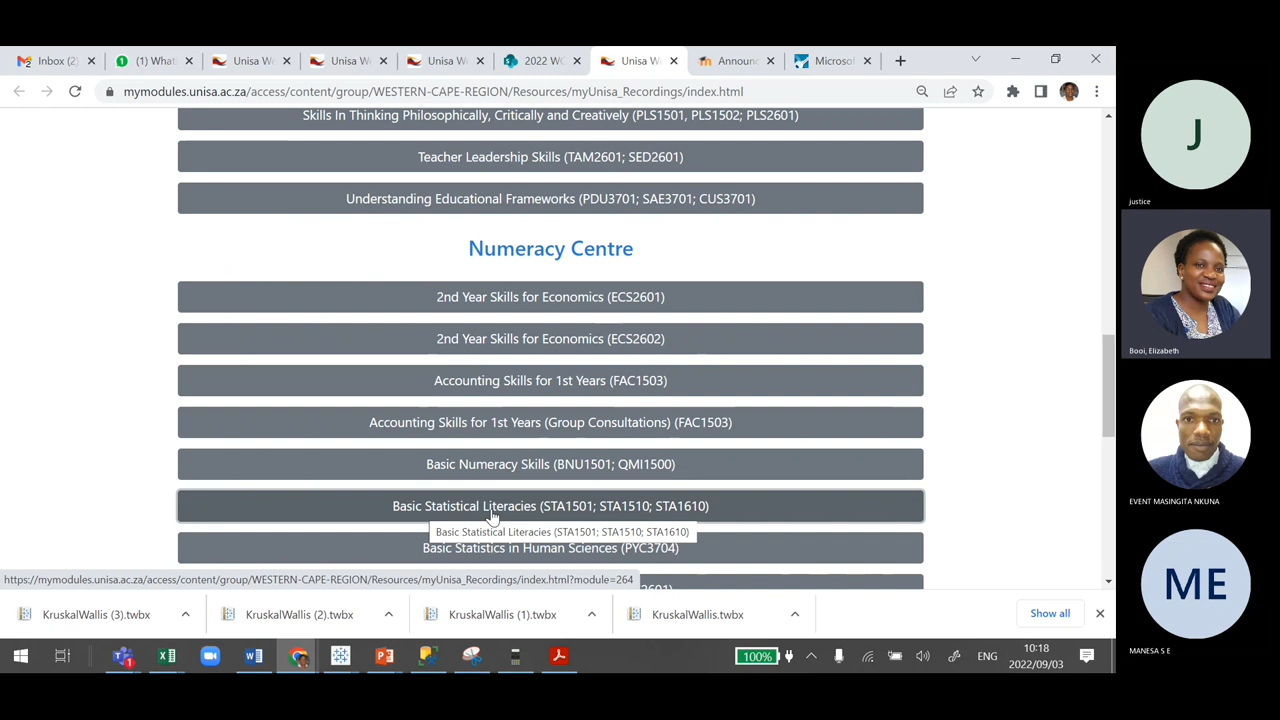 Inbox (2)
(1) What
Unisa We
Unisa We
Unisa We
2022 WC
Unisa We
Announc
Microsof
mymodules.unisa.ac.za/access/content/group/WESTERN-CAPE-REGION/Resources/myUnisa_Recordings/index.html
Skills In Thinking Philosophically, Critically and Creatively (PLS1501, PLS1502; PLS2601)
Teacher Leadership Skills (TAM2601; SED2601)
Understanding Educational Frameworks (PDU3701; SAE3701; CUS3701)
Numeracy Centre
2nd Year Skills for Economics (ECS2601)
2nd Year Skills for Economics (ECS2602)
Accounting Skills for 1st Years (FAC1503)
Accounting Skills for 1st Years (Group Consultations) (FAC1503)
Basic Numeracy Skills (BNU1501; QMI1500)
Basic Statistical Literacies (STA1501; STA1510; STA1610)
Basic Statistical Literacies (STA1501; STA1510; STA1610)
Basic Statistics in Human Sciences (PYC3704)
https://mymodules.unisa.ac.za/access/content/group/WESTERN-CAPE-REGION/Resources/myUnisa_Recordings/index.html?module=264
KruskalWallis (3).twbx
KruskalWallis (2).twbx
KruskalWallis (1).twbx
KruskalWallis.twbx
Show all
100%
ENG
10:18
2022/09/03
J
justice
Booi, Elizabeth
EVENT MASINGITA NKUNA
ME
MANESA S E